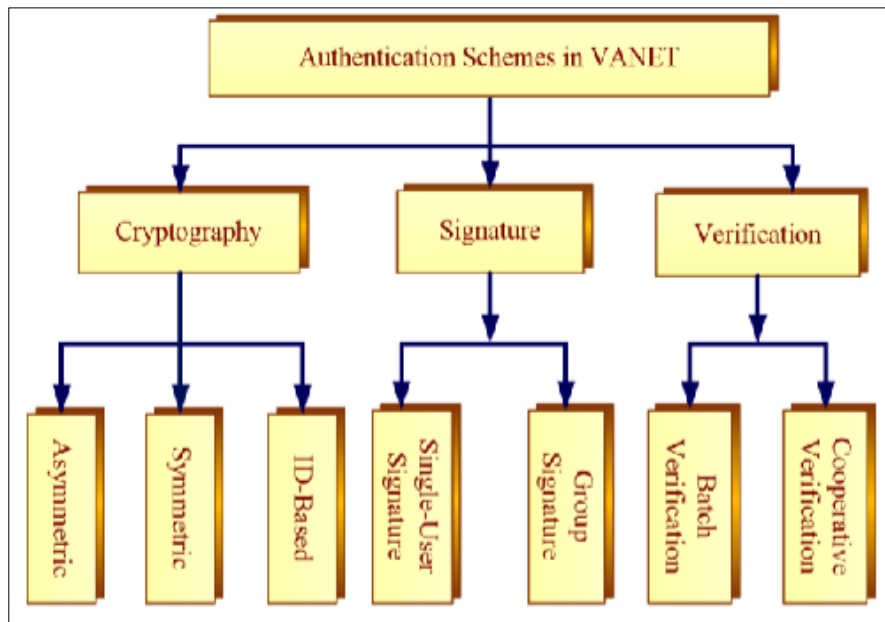 Authentication Schemes in VANET
Cryptography
Signature
Verification
Asymmetric
Symmetric
ID-Based
Single-User
Signature
Group
Signature
Batch
Verification
Cooperative
Verification